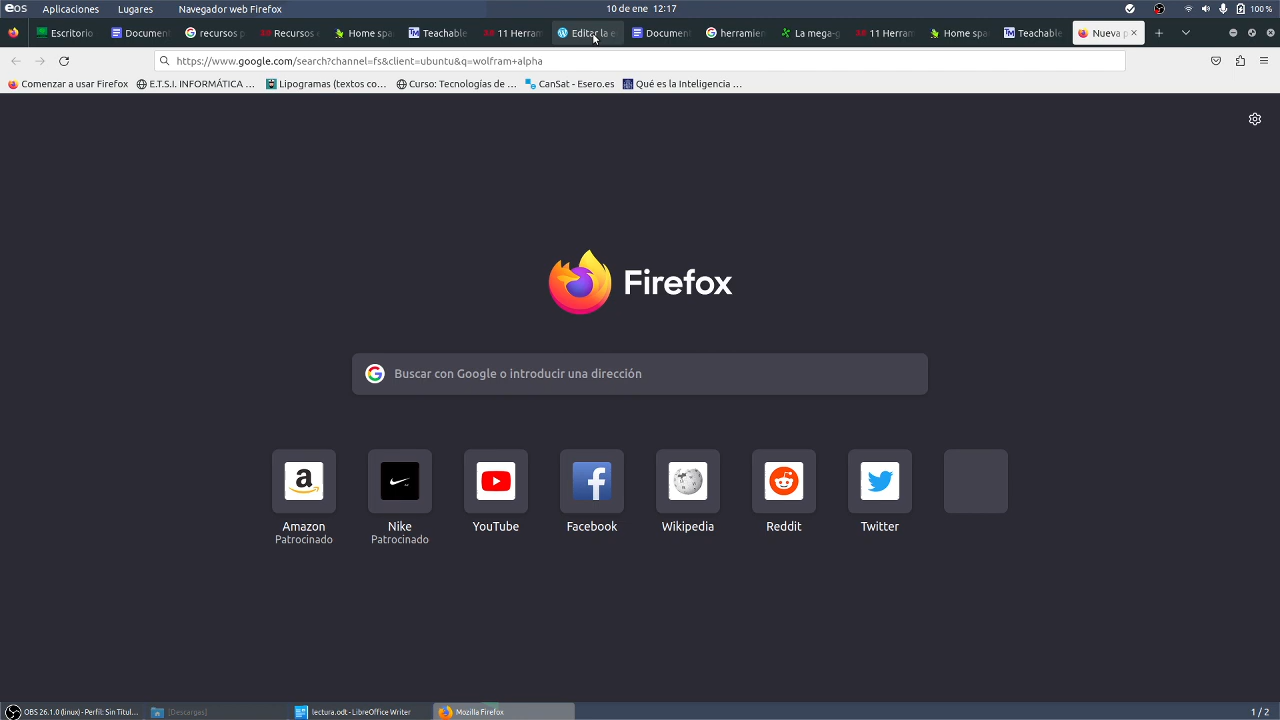 eos Aplicaciones Lugares Navegador web Firefox 10 de ene 12:17 100 %
Escritorio Document recursos p Recursos e Home spa Teachable 11 Herram Editar la e Document herramien La mega-g 11 Herram Home spa Teachable Nueva p
https://www.google.com/search?channel=fs&client=ubuntu&q=wolfram+alpha
Comenzar a usar Firefox E.T.S.I. INFORMÁTICA ... Lipogramas (textos co... Curso: Tecnologías de ... CanSat - Esero.es Qué es la Inteligencia ...
Firefox
Buscar con Google o introducir una dirección
Amazon Nike YouTube Facebook Wikipedia Reddit Twitter
Patrocinado Patrocinado
OBS 26.1.0 (linux) - Perfil: Sin Titul... [Descargas] lectura.odt - LibreOffice Writer Mozilla Firefox 1 / 2